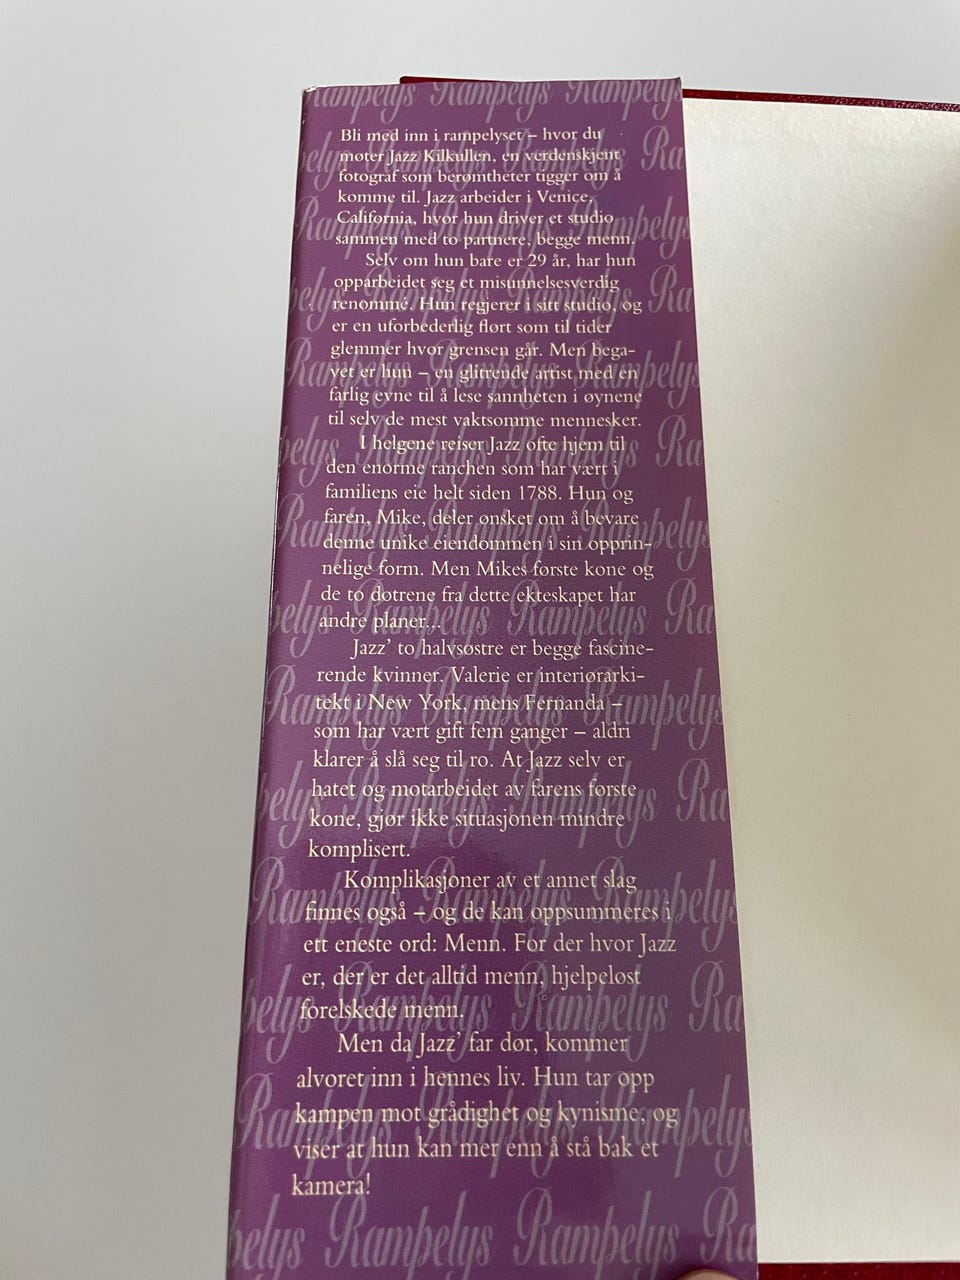 Rampelys Rampelys Rampelys
Bli med inn i rampelyset – hvor du
møter Jazz Kilkullen, en verdenskjent
fotograf som berømtheter tigger om å
komme til. Jazz arbeider i Venice,
California, hvor hun driver et studio
sammen med to partnere, begge menn.
Selv om hun bare er 29 år, har hun
opparbeidet seg et misunnelsesverdig
renommé. Hun regjerer i sitt studio, og
er en uforbederlig flørt som til tider
glemmer hvor grensen går. Men bega-
vet er hun – en glitrende artist med en
farlig evne til å lese sannheten i øynene
til selv de mest vaktsomme mennesker.
I helgene reiser Jazz ofte hjem til
den enorme ranchen som har vært i
familiens eie helt siden 1788. Hun og
faren, Mike, deler ønsket om å bevare
denne unike eiendommen i sin opprin-
nelige form. Men Mikes første kone og
de to døtrene fra dette ekteskapet har
andre planer...
Jazz’ to halvsøstre er begge fascine-
rende kvinner. Valerie er interiørarki-
tekt i New York, mens Fernanda –
som har vært gift fem ganger – aldri
klarer å slå seg til ro. At Jazz selv er
hatet og motarbeidet av farens første
kone, gjør ikke situasjonen mindre
komplisert.
Komplikasjoner av et annet slag
finnes også – og de kan oppsummeres i
ett eneste ord: Menn. For der hvor Jazz
er, der er det alltid menn, hjelpeløst
forelskede menn.
Men da Jazz’ far dør, kommer
alvoret inn i hennes liv. Hun tar opp
kampen mot grådighet og kynisme, og
viser at hun kan mer enn å stå bak et
kamera!
Rampelys